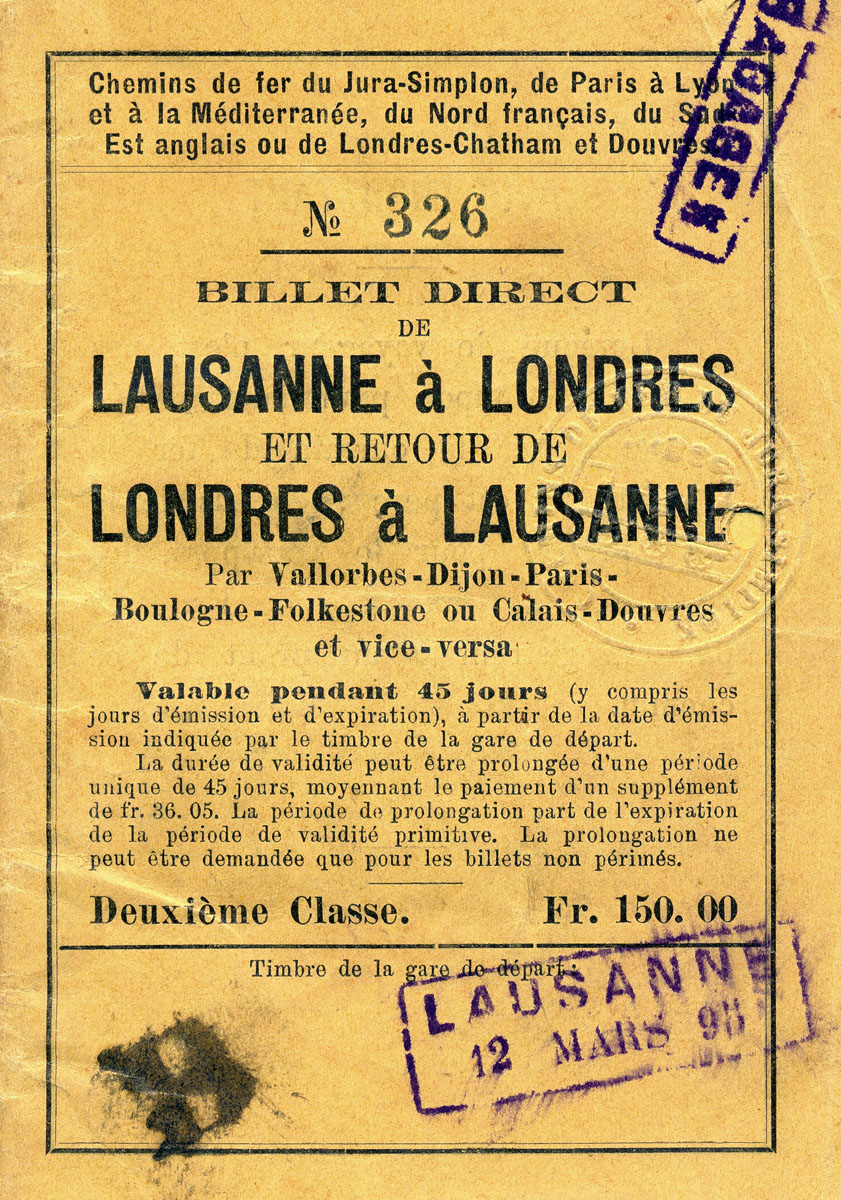 BAGAGES
Chemins de fer du Jura-Simplon, de Paris à Lyon
et à la Méditerranée, du Nord français, du Sud-
Est anglais ou de Londres-Chatham et Douvres.
№ 326
BILLET DIRECT
DE
LAUSANNE à LONDRES
ET RETOUR DE
LONDRES à LAUSANNE
Par Vallorbes-Dijon-Paris-
Boulogne-Folkestone ou Calais-Douvres
et vice-versa
JURA SIMPLON
Valable pendant 45 jours (y compris les
jours d'émission et d'expiration), à partir de la date d'émis-
sion indiquée par le timbre de la gare de départ.
La durée de validité peut être prolongée d'une période
unique de 45 jours, moyennant le paiement d'un supplément
de fr. 36. 05. La période de prolongation part de l'expiration
de la période de validité primitive. La prolongation ne
peut être demandée que pour les billets non périmés.
Deuxième Classe. Fr. 150. 00
Timbre de la gare de départ:
LAUSANNE
12 MARS